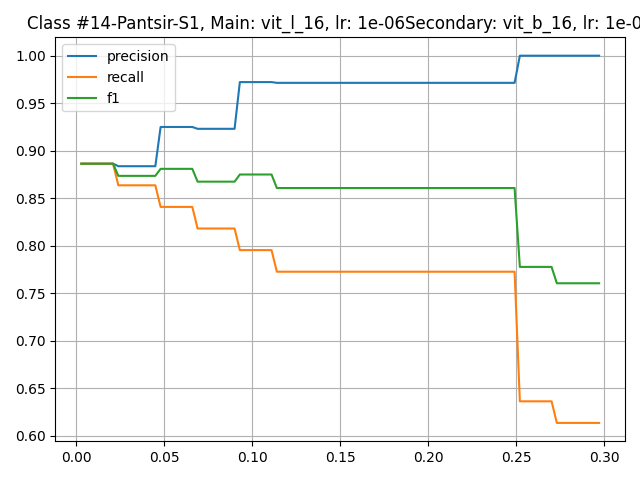 Class #14-Pantsir-S1, Main: vit_l_16, lr: 1e-06Secondary: vit_b_16, lr: 1e-0
precision
recall
f1
1.00
0.95
0.90
0.85
0.80
0.75
0.70
0.65
0.60
0.00 0.05 0.10 0.15 0.20 0.25 0.30